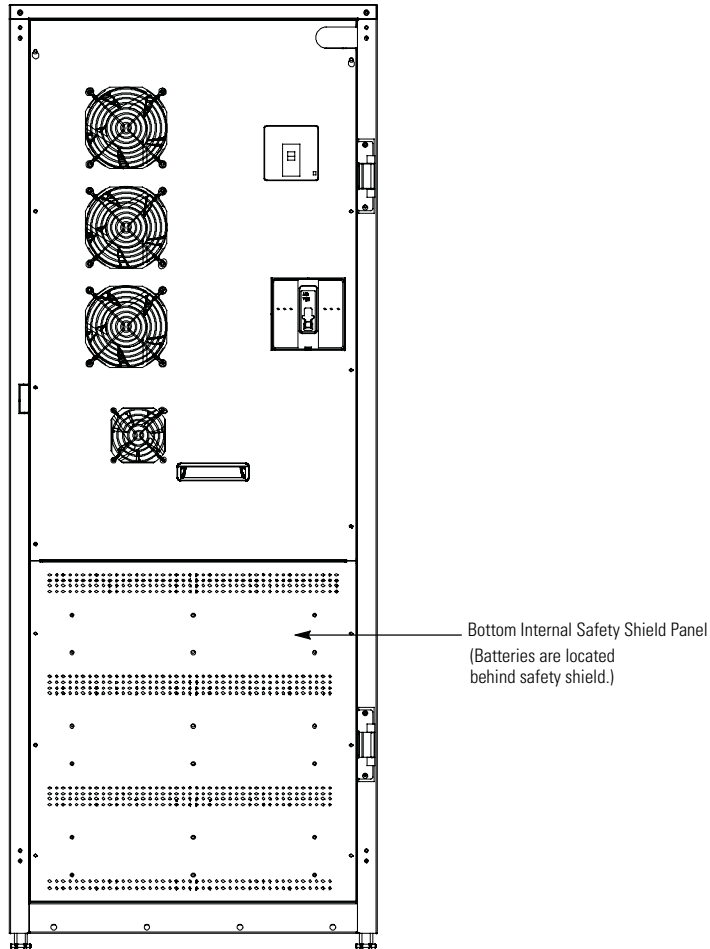 Bottom Internal Safety Shield Panel
(Batteries are located
behind safety shield.)